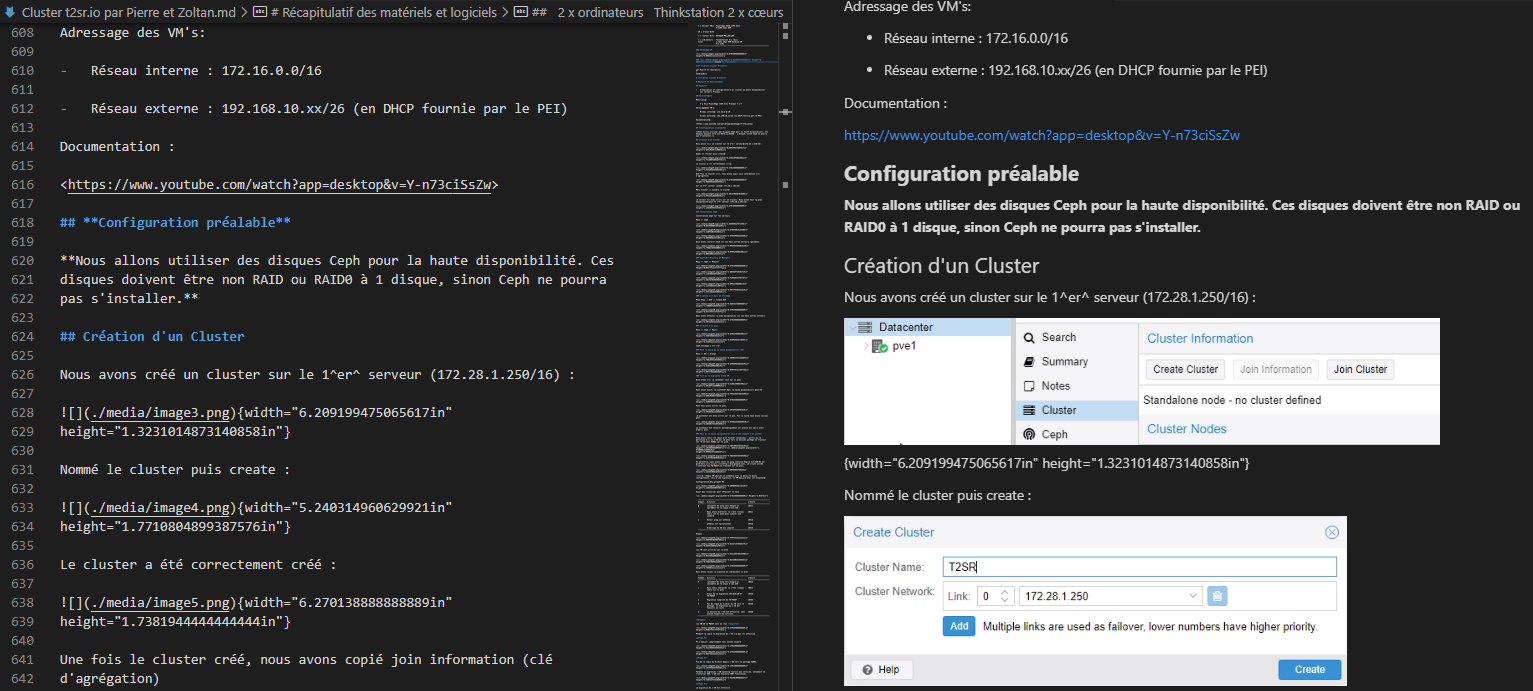 Cluster t2sr.io par Pierre et Zoltan.md > # Récapitulatif des matériels et logiciels > ## 2 x ordinateurs Thinkstation 2 x cœurs
608 Adressage des VM's:
609
610 - Réseau interne : 172.16.0.0/16
611
612 - Réseau externe : 192.168.10.xx/26 (en DHCP fournie par le PEI)
613
614 Documentation :
615
616 <https://www.youtube.com/watch?app=desktop&v=Y-n73ciSsZw>
617
618 ## **Configuration préalable**
619
620 **Nous allons utiliser des disques Ceph pour la haute disponibilité. Ces
621 disques doivent être non RAID ou RAID0 à 1 disque, sinon Ceph ne pourra
622 pas s'installer.**
623
624 ## Création d'un Cluster
625
626 Nous avons créé un cluster sur le 1^er^ serveur (172.28.1.250/16) :
627
628 ![](./media/image3.png){width="6.209199475065617in"
629 height="1.3231014873140858in"}
630
631 Nommé le cluster puis create :
632
633 ![](./media/image4.png){width="5.240314960629921in"
634 height="1.7710804899387576in"}
635
636 Le cluster a été correctement créé :
637
638 ![](./media/image5.png){width="6.2701388888888889in"
639 height="1.7381944444444444in"}
640
641 Une fois le cluster créé, nous avons copié join information (clé
642 d'agrégation)
Adressage des VM's:
• Réseau interne : 172.16.0.0/16
• Réseau externe : 192.168.10.xx/26 (en DHCP fournie par le PEI)
Documentation :
https://www.youtube.com/watch?app=desktop&v=Y-n73ciSsZw
Configuration préalable
Nous allons utiliser des disques Ceph pour la haute disponibilité. Ces disques doivent être non RAID ou
RAID0 à 1 disque, sinon Ceph ne pourra pas s'installer.
Création d'un Cluster
Nous avons créé un cluster sur le 1^er^ serveur (172.28.1.250/16) :
Datacenter
pve1
Search
Summary
Notes
Cluster
Ceph
Cluster Information
Create Cluster Join Information Join Cluster
Standalone node - no cluster defined
Cluster Nodes
{width="6.209199475065617in" height="1.3231014873140858in"}
Nommé le cluster puis create :
Create Cluster
Cluster Name: T2SR
Cluster Network: Link: 0 172.28.1.250
Add Multiple links are used as failover, lower numbers have higher priority.
Help Create